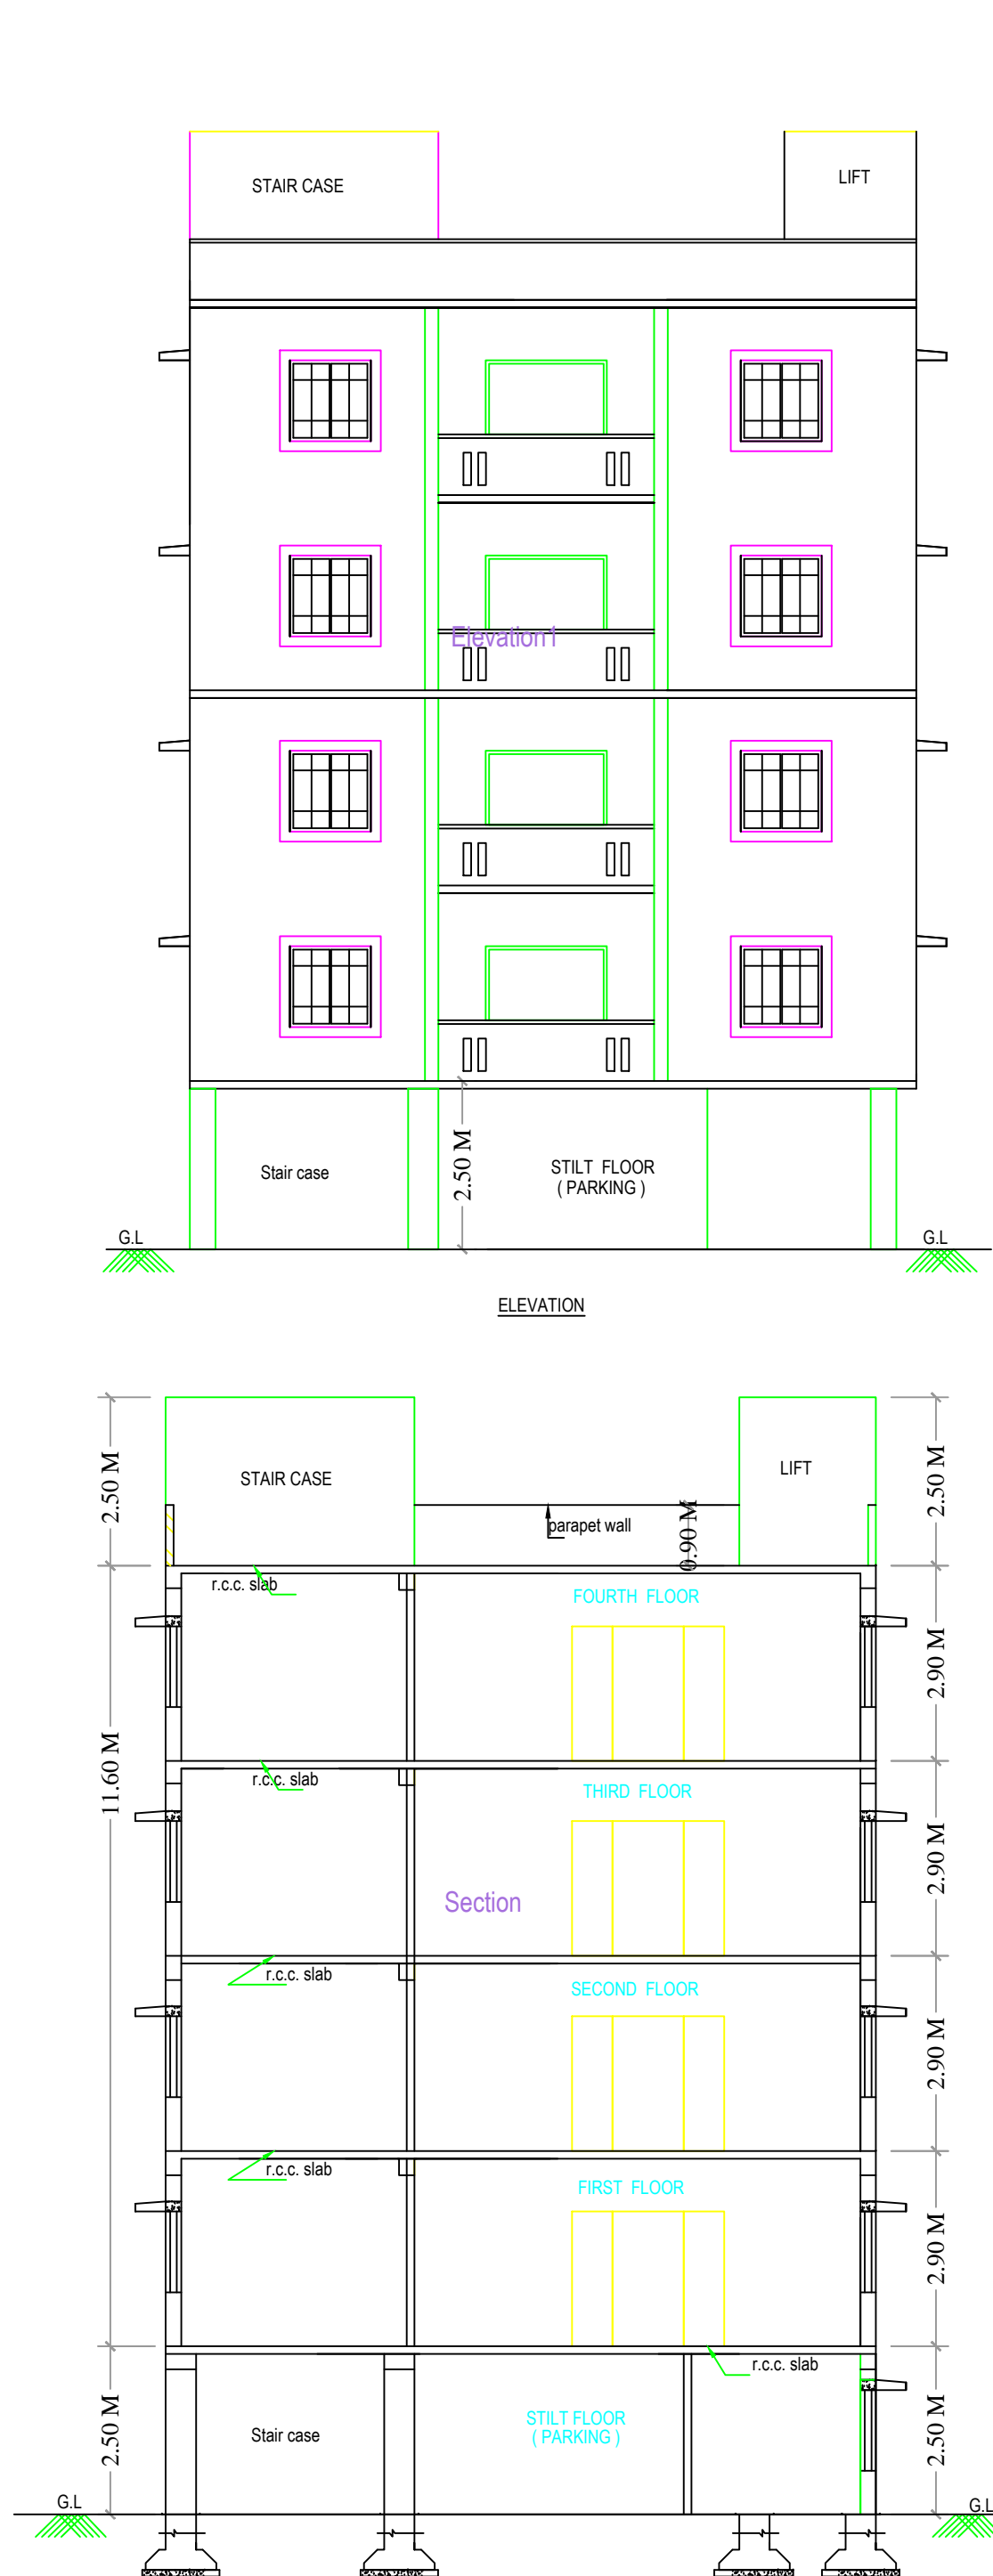 STAIR CASE
LIFT
Elevation1
2.50 M
Stair case
STILT FLOOR
( PARKING )
G.L
G.L
ELEVATION
2.50 M
STAIR CASE
LIFT
2.50 M
parapet wall
0.90 M
r.c.c. slab
FOURTH FLOOR
2.90 M
11.60 M
r.c.c. slab
THIRD FLOOR
2.90 M
Section
r.c.c. slab
SECOND FLOOR
2.90 M
r.c.c. slab
FIRST FLOOR
2.90 M
r.c.c. slab
2.50 M
Stair case
STILT FLOOR
( PARKING )
2.50 M
G.L
G.L